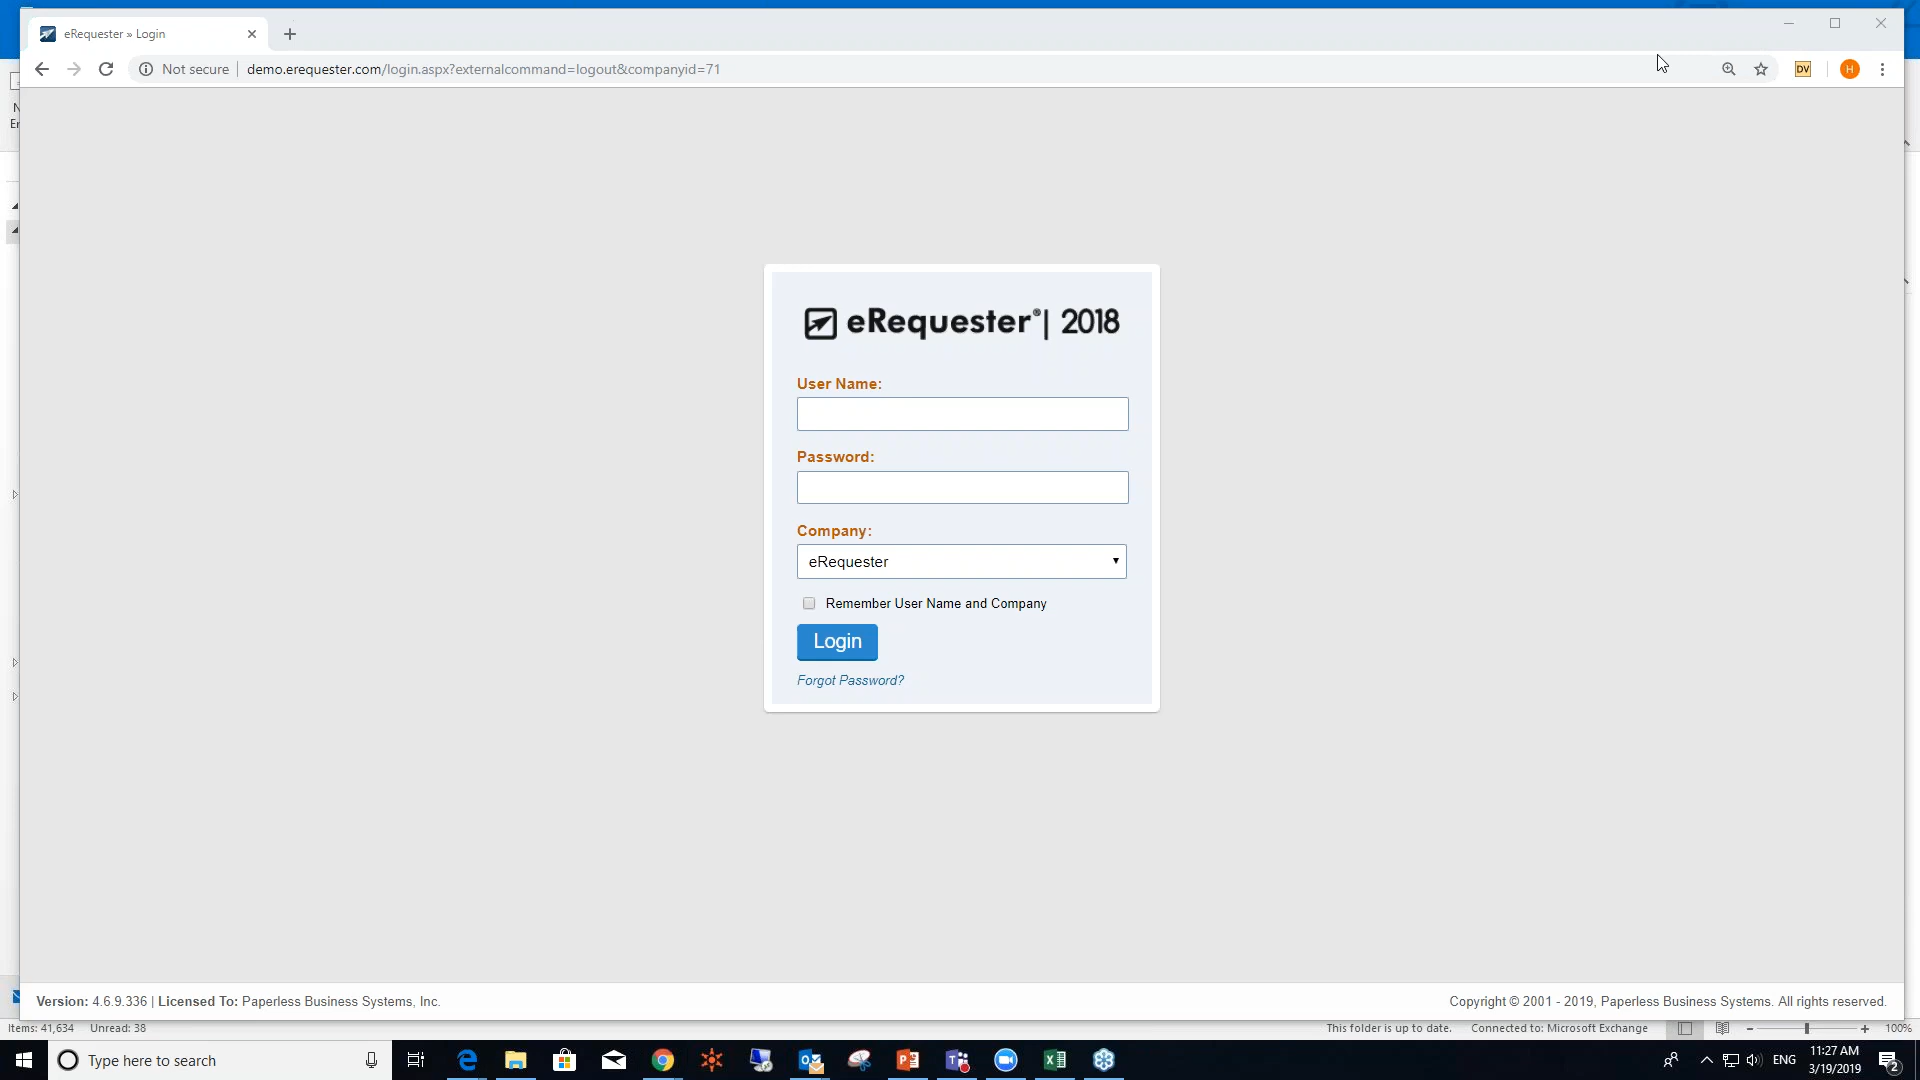 eRequester » Login
Not secure
demo.erequester.com/login.aspx?externalcommand=logout&companyid=71
DV
H
N
Er
eRequester® | 2018
User Name:
Password:
Company:
eRequester
Remember User Name and Company
Login
Forgot Password?
Version: 4.6.9.336 | Licensed To: Paperless Business Systems, Inc.
Copyright © 2001 - 2019, Paperless Business Systems. All rights reserved.
Items: 41,634 Unread: 38
This folder is up to date. Connected to: Microsoft Exchange
100%
Type here to search
ENG
11:27 AM
3/19/2019
2